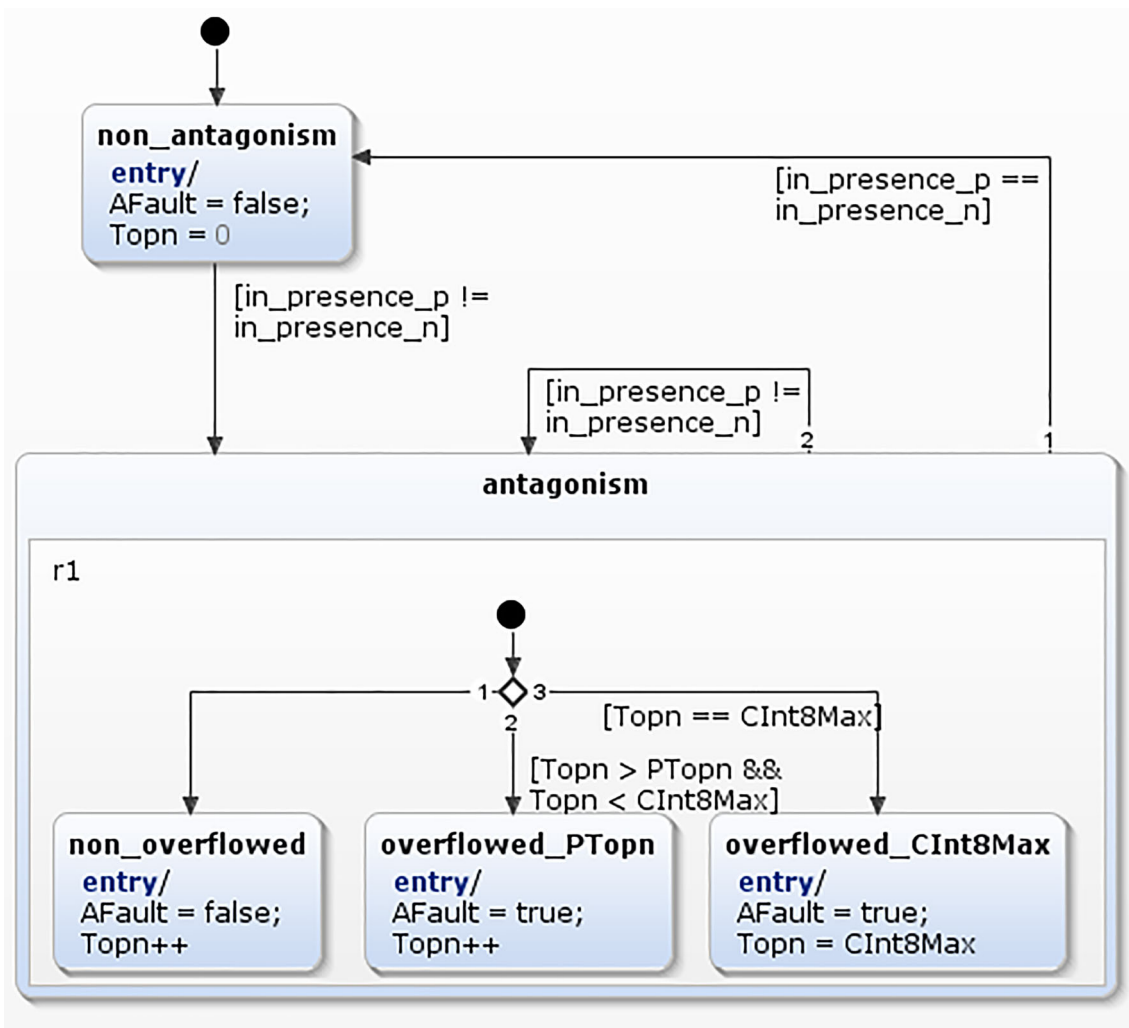 non_antagonism
entry/
AFault = false;
Topn = 0
[in_presence_p ==
in_presence_n]
[in_presence_p !=
in_presence_n]
[in_presence_p !=
in_presence_n]
2
1
antagonism
r1
1
3
2
[Topn == CInt8Max]
[Topn > PTopn &&
Topn < CInt8Max]
non_overflowed
entry/
AFault = false;
Topn++
overflowed_PTopn
entry/
AFault = true;
Topn++
overflowed_CInt8Max
entry/
AFault = true;
Topn = CInt8Max